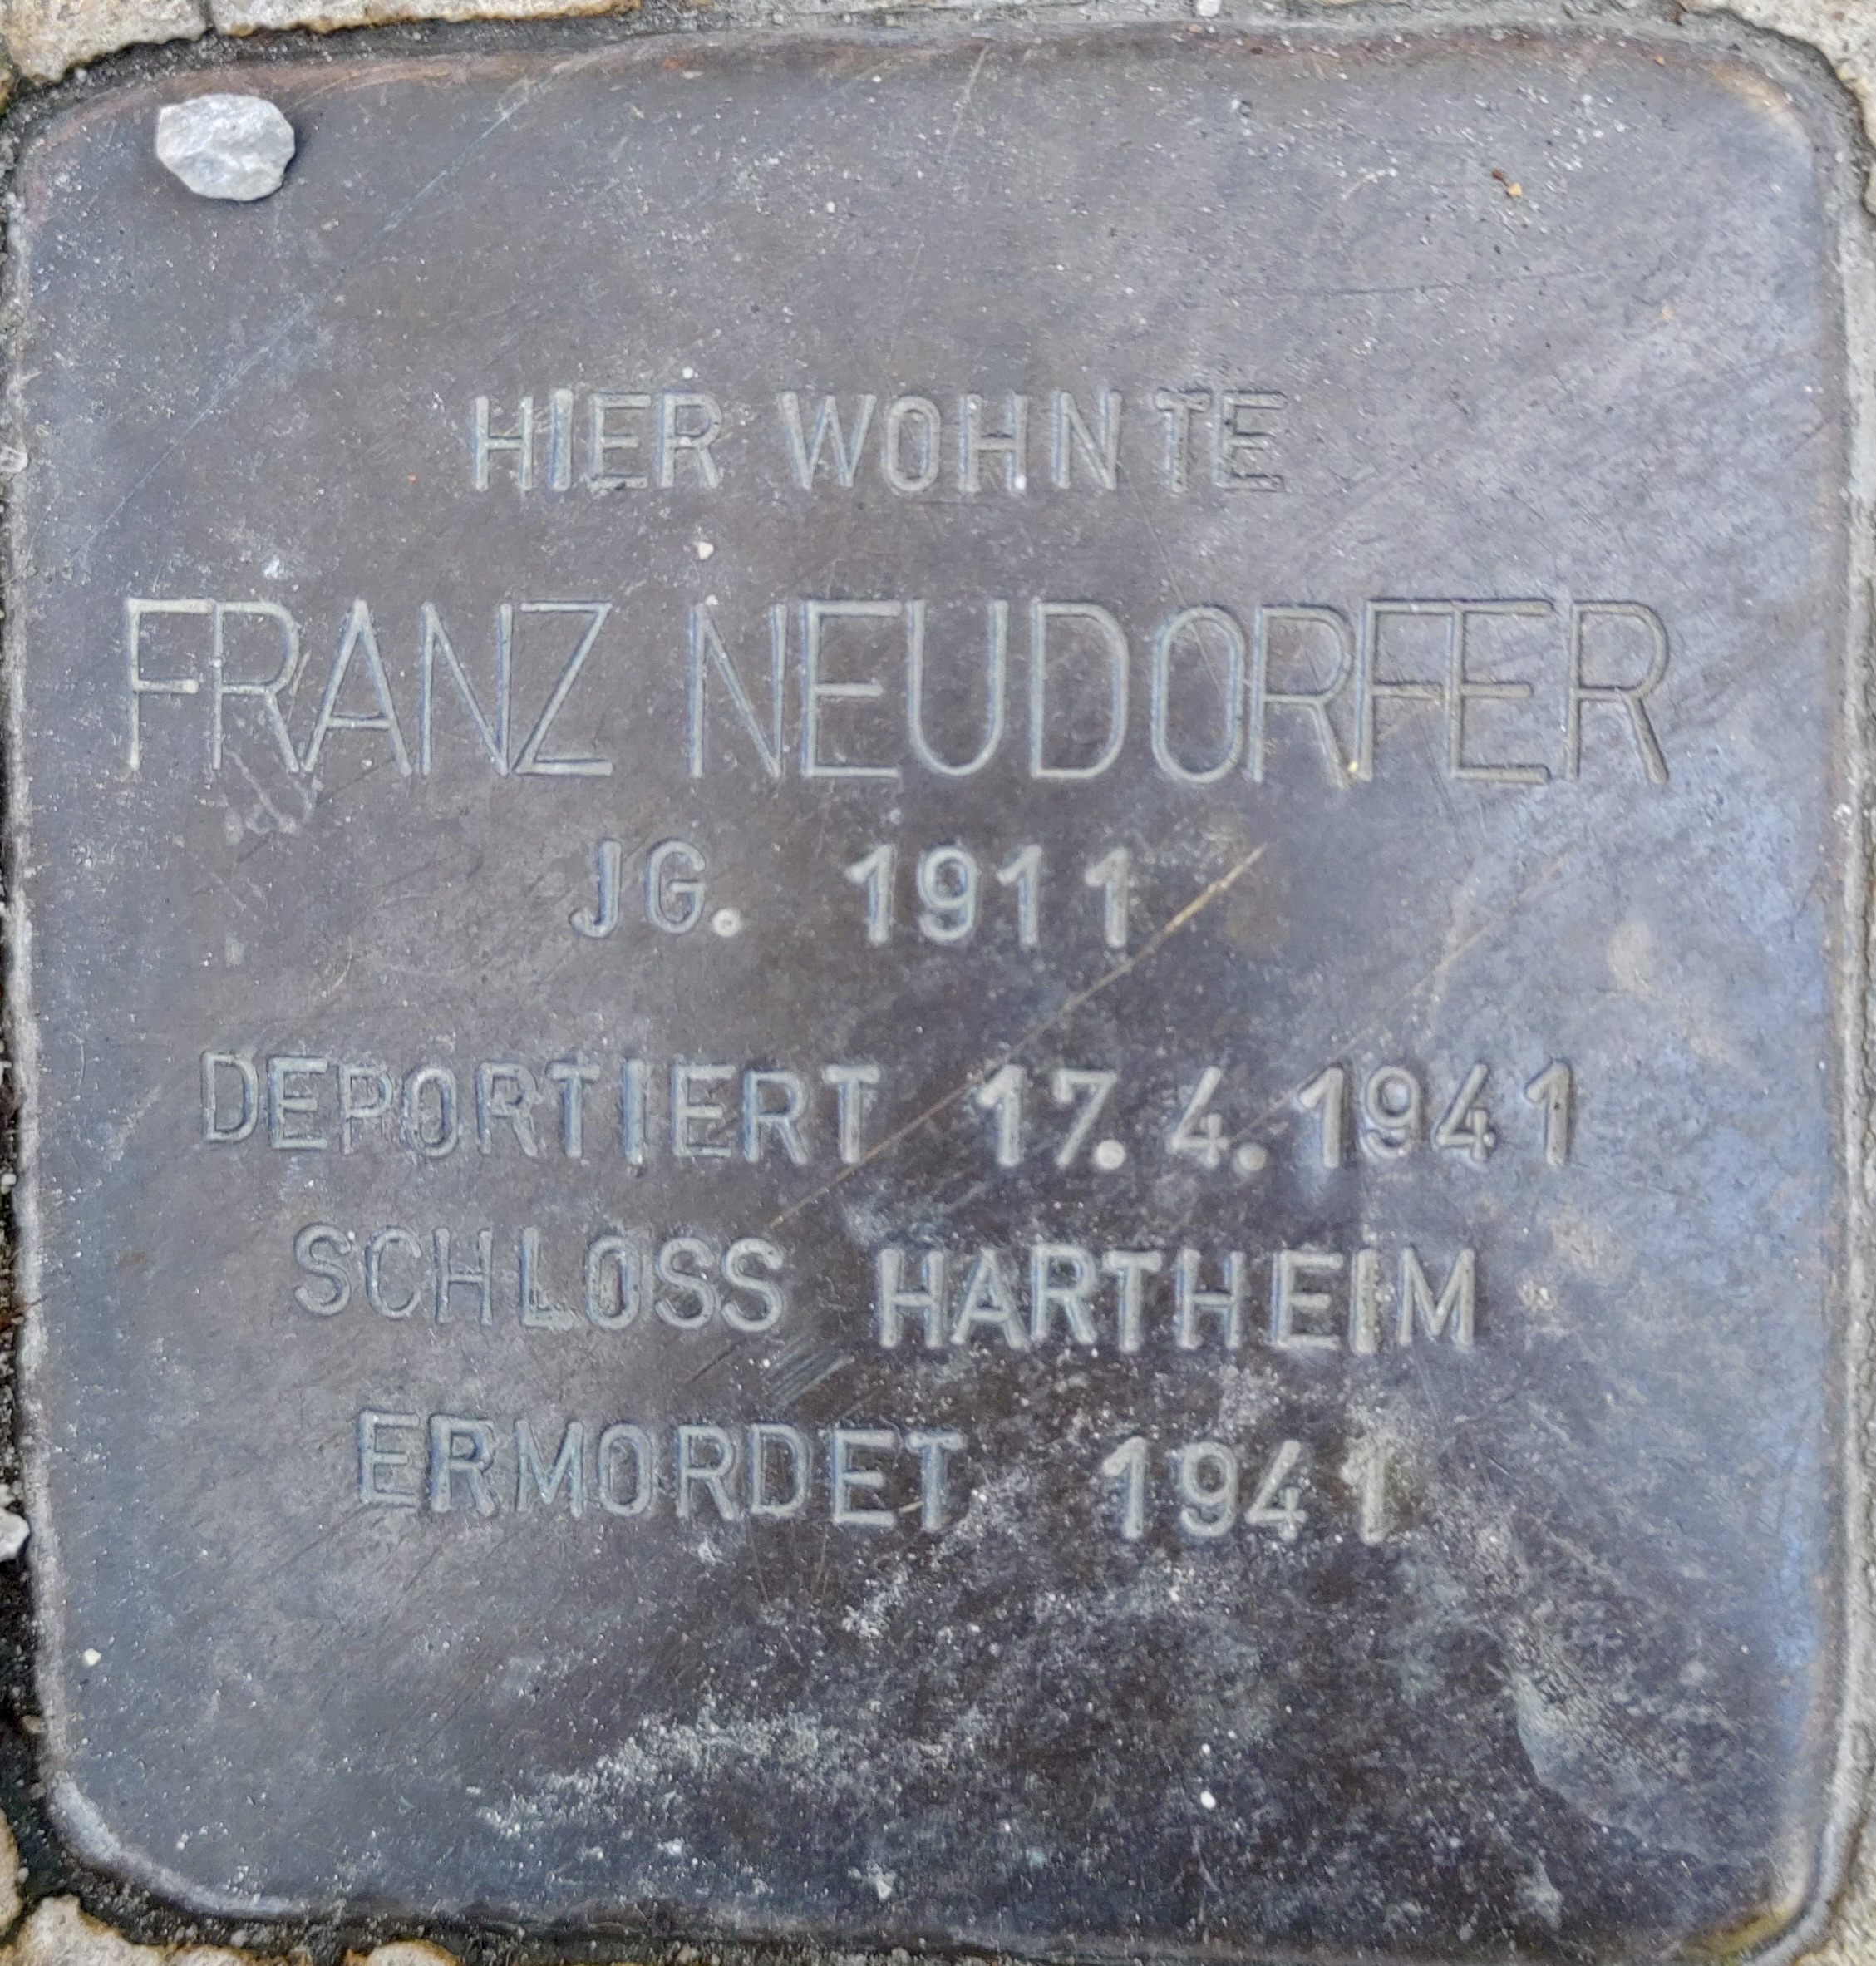 HIER WOHNTE
FRANZ NEUDORFER
JG. 1911
DEPORTIERT 17.4.1941
SCHLOSS HARTHEIM
ERMORDET 1941